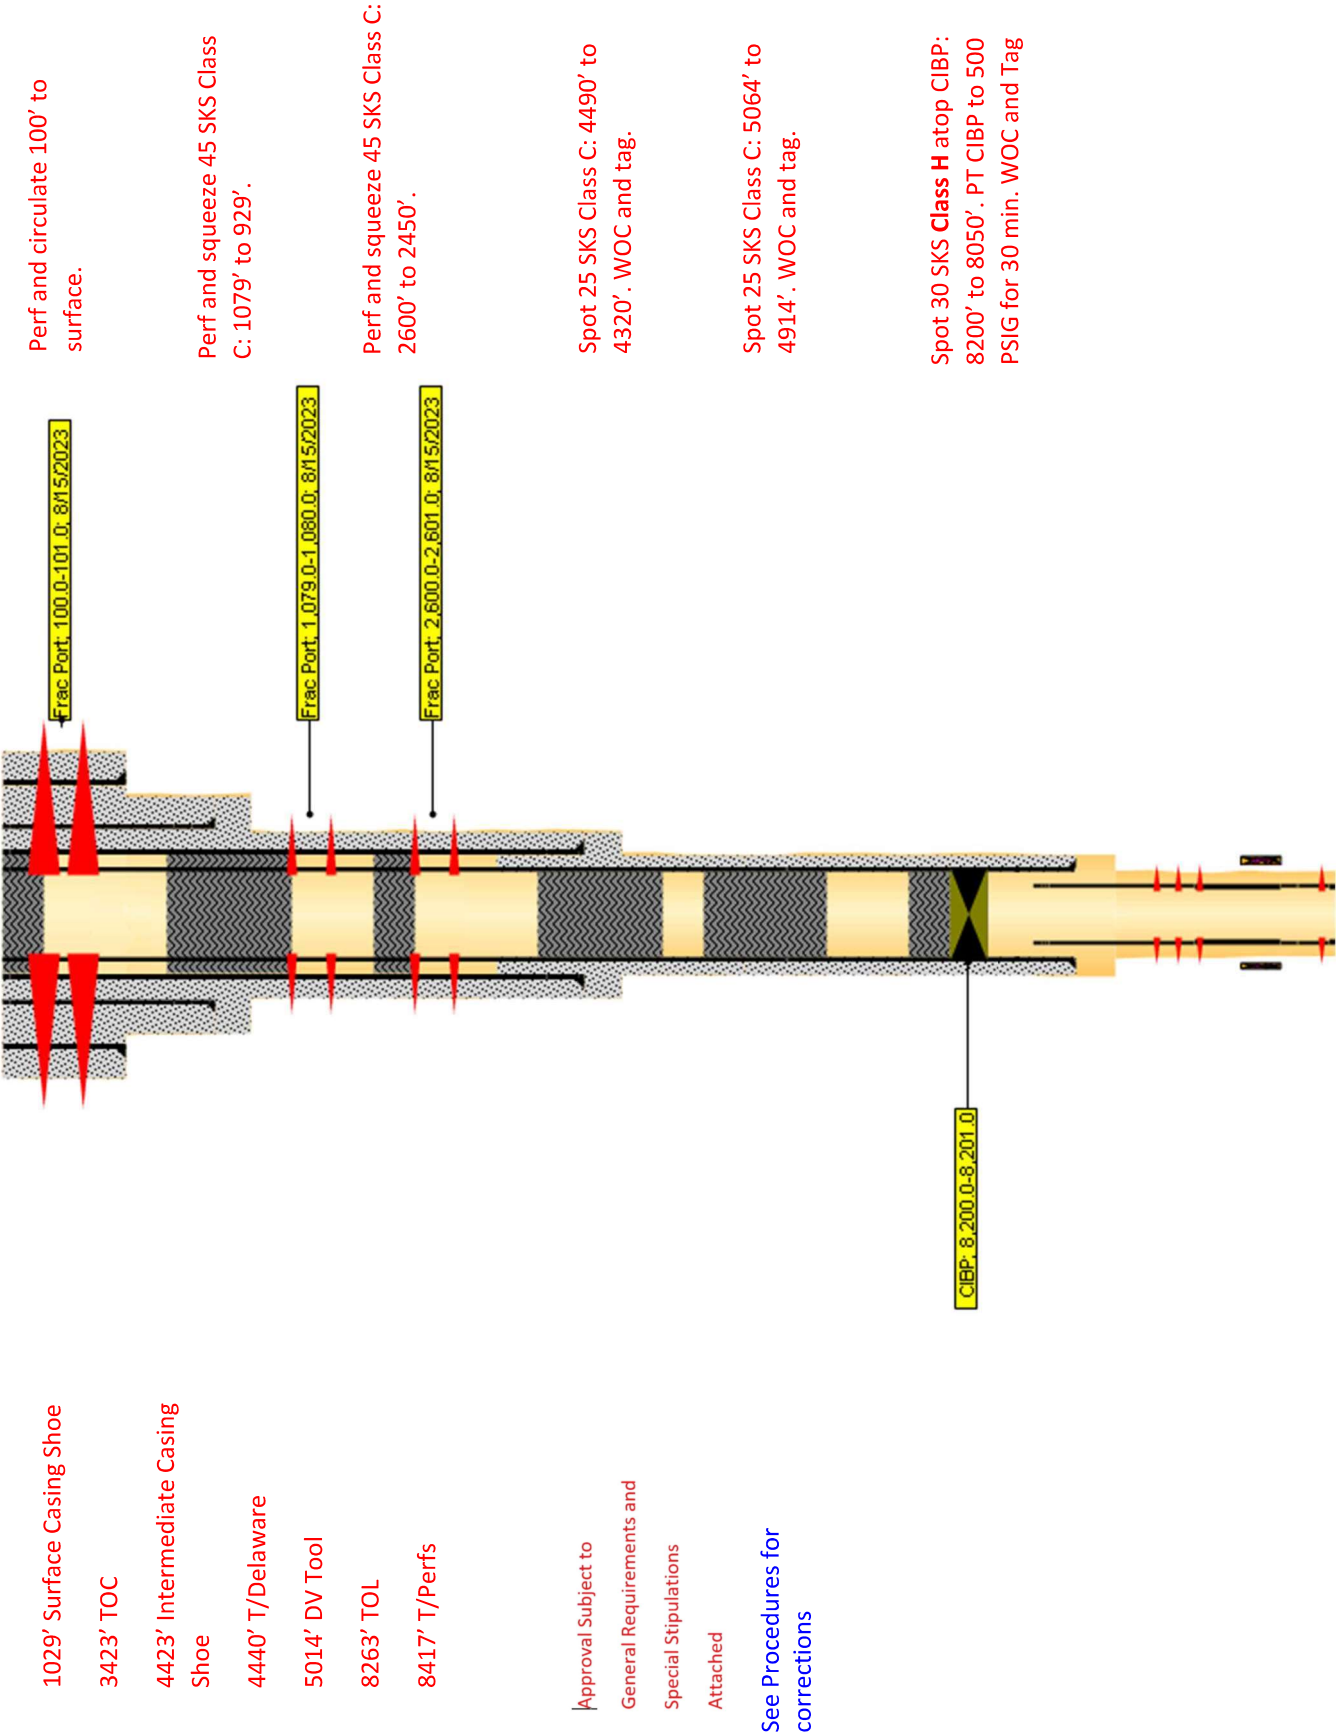 Perf and circulate 100’ to
surface.
Perf and squeeze 45 SKS Class
C: 1079’ to 929’.
Perf and squeeze 45 SKS Class C:
2600’ to 2450’.
Spot 25 SKS Class C: 4490’ to
4320’. WOC and tag.
Spot 25 SKS Class C: 5064’ to
4914’. WOC and tag.
Spot 30 SKS Class H atop CIBP:
8200’ to 8050’. PT CIBP to 500
PSIG for 30 min. WOC and Tag
Frac Port; 100.0-101.0; 8/15/2023
Frac Port; 1,079.0-1,080.0; 8/15/2023
Frac Port; 2,600.0-2,601.0; 8/15/2023
CIBP; 8,200.0-8,201.0
1029’ Surface Casing Shoe
3423’ TOC
4423’ Intermediate Casing
Shoe
4440’ T/Delaware
5014’ DV Tool
8263’ TOL
8417’ T/Perfs
Approval Subject to
General Requirements and
Special Stipulations
Attached
See Procedures for
corrections